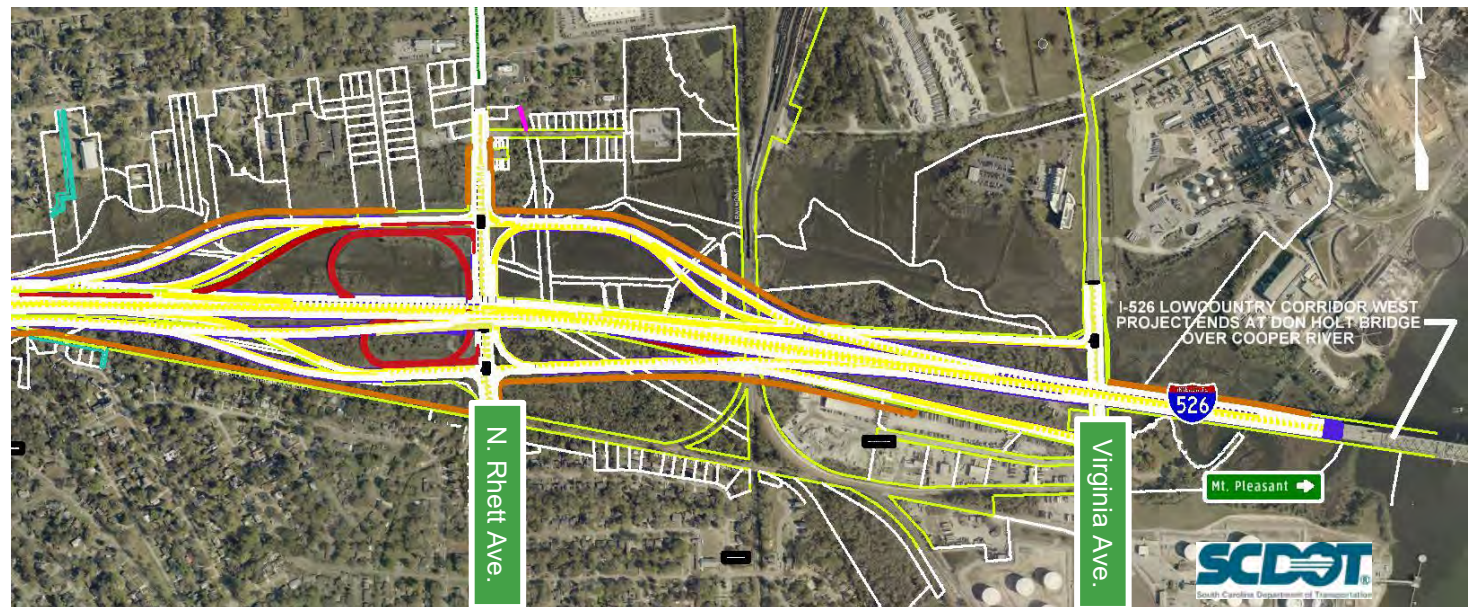 N
I-526 LOWCOUNTRY CORRIDOR WEST
PROJECT ENDS AT DON HOLT BRIDGE
OVER COOPER RIVER
526
Mt. Pleasant
N. Rhett Ave.
Virginia Ave.
SCDOT®
South Carolina Department of Transportation